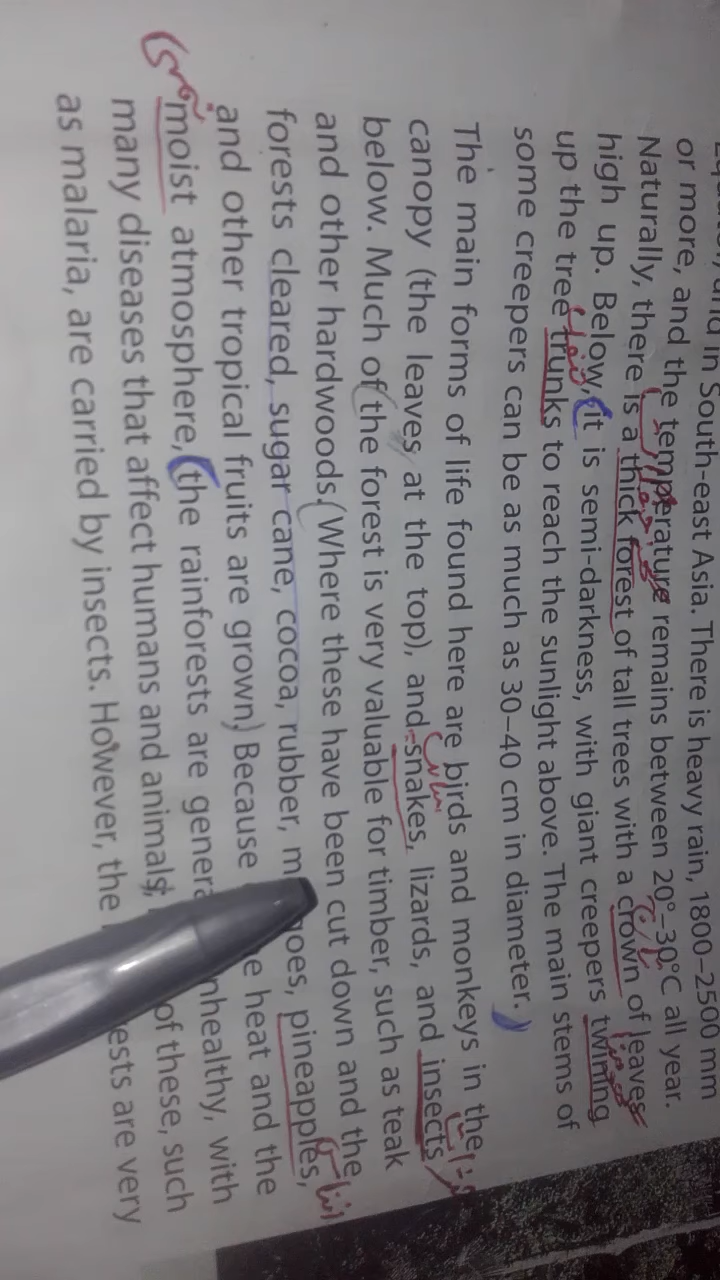 in South-east Asia. There is heavy rain, 1800–2500 mm
or more, and the temperature remains between 20°–30°C all year.
Naturally, there is a thick forest of tall trees with a crown of leaves
high up. Below, it is semi-darkness, with giant creepers twining
up the tree trunks to reach the sunlight above. The main stems of
some creepers can be as much as 30–40 cm in diameter.
The main forms of life found here are birds and monkeys in the
canopy (the leaves at the top), and snakes, lizards, and insects
below. Much of the forest is very valuable for timber, such as teak
and other hardwoods. Where these have been cut down and the
forests cleared, sugar cane, cocoa, rubber, pineapples,
and other tropical fruits are grown. Because heat and the
moist atmosphere, the rainforests are with
many diseases that affect humans and animals; of these, such
as malaria, are carried by insects. However, the are very